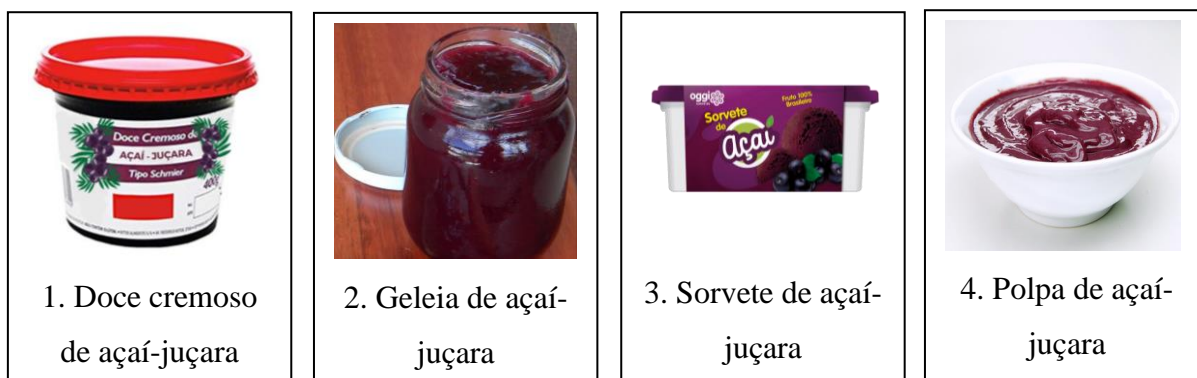 Doce Cremoso de
AÇAÍ - JUÇARA
Tipo Schmier
400g
1. Doce cremoso
de açaí-juçara
2. Geleia de açaí-
juçara
oggi
Fruto 100%
Brasileiro
Sorvete
de
açaí
3. Sorvete de açaí-
juçara
4. Polpa de açaí-
juçara